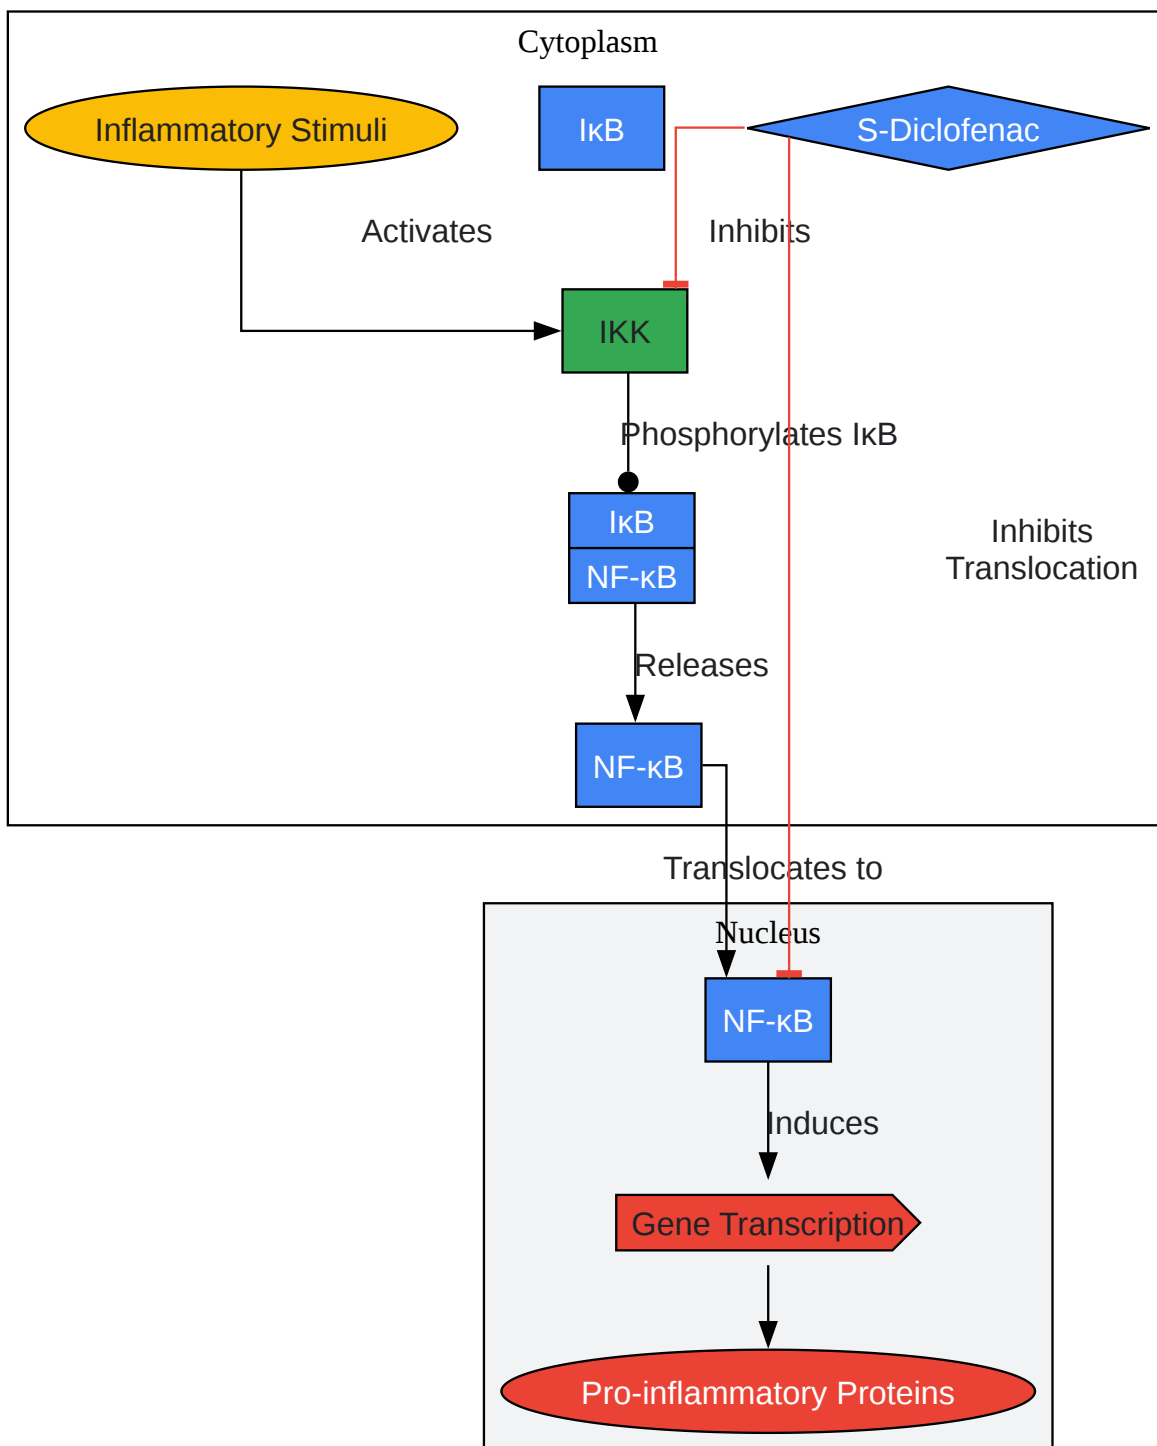 Cytoplasm
Inflammatory Stimuli
IκB
S-Diclofenac
Activates
Inhibits
IKK
Phosphorylates IκB
IκB
NF-κB
Inhibits
Translocation
Releases
NF-κB
Translocates to
Nucleus
NF-κB
Induces
Gene Transcription
Pro-inflammatory Proteins